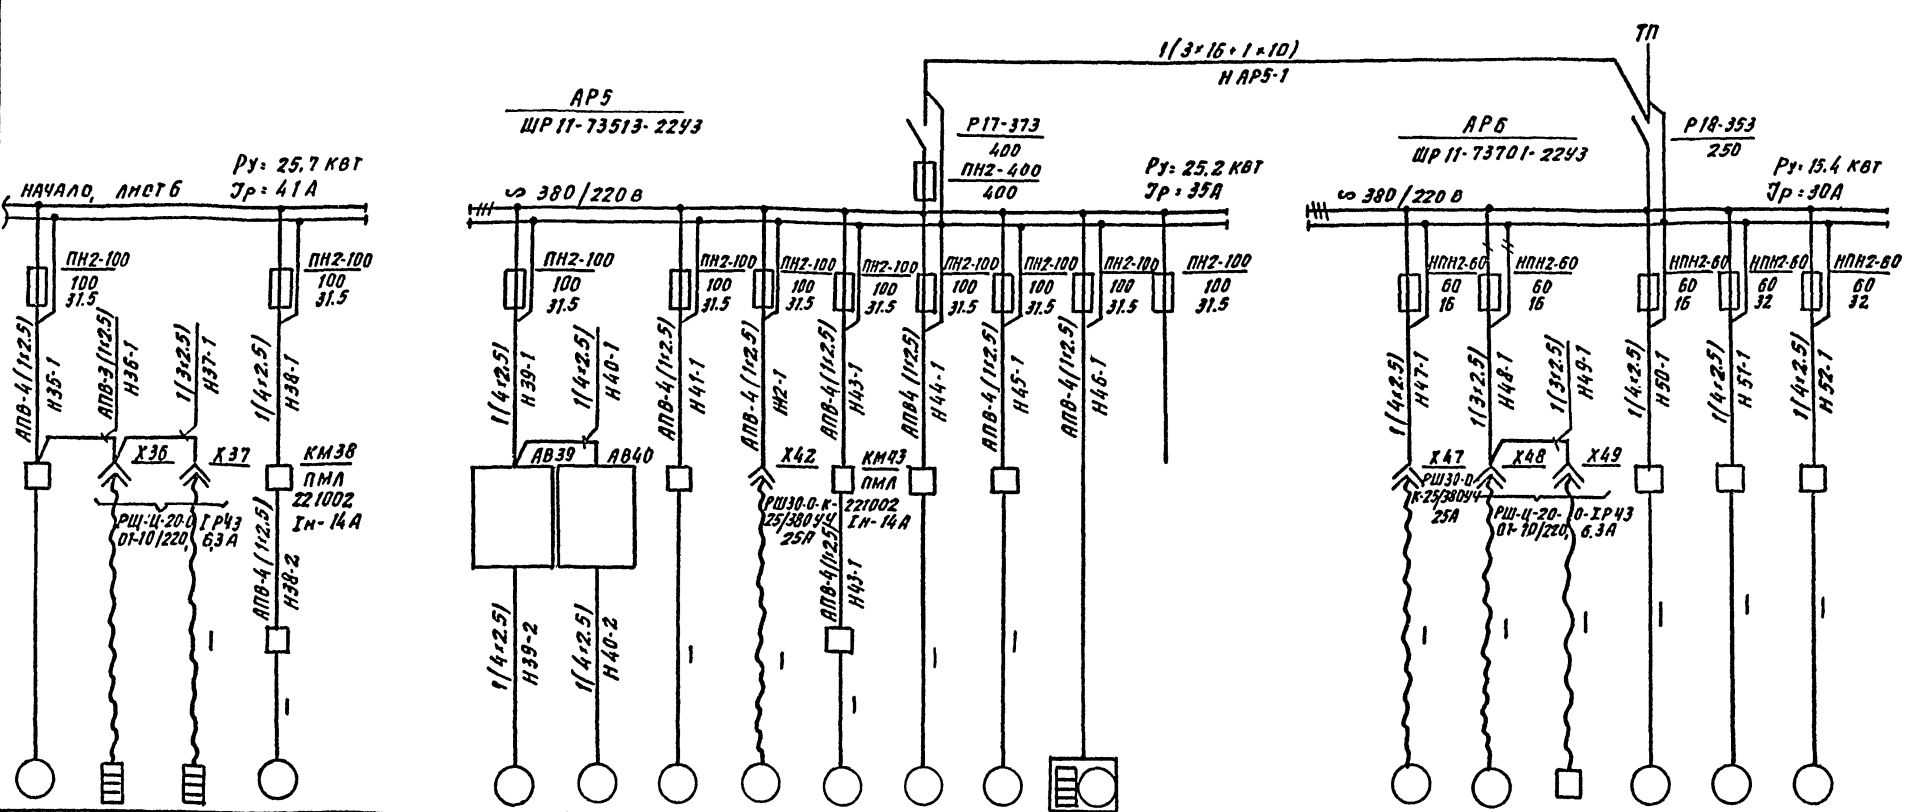 НАЧАЛО, ЛИСТ 6
Ру= 25,7 КВТ
Iр= 41А
ПН2-100
100
31.5
ПН2-100
100
31.5
АПВ-4(1×2.5)
Н35-1
АПВ-3(1×2.5)
Н36-1
1(3×2.5)
Н37-1
1(4×2.5)
Н38-1
Х36
Х37
КМ38
ПМЛ
221002
Iн-14А
РШ-Ц-20-0-IР43
01-10/220, 6,3А
АПВ-4(1×2.5)
Н38-2
АР5
ШР11-73513-22У3
∾ 380/220 В
1(3×16+1×10)
Н АР5-1
Р17-373
400
ПН2-400
400
Ру= 25.2 КВТ
Iр= 35А
ПН2-100
100
31.5
ПН2-100
100
31.5
ПН2-100
100
31.5
ПН2-100
100
31.5
ПН2-100
100
31.5
ПН2-100
100
31.5
ПН2-100
100
31.5
ПН2-100
100
31.5
1(4×2.5)
Н39-1
1(4×2.5)
Н40-1
АПВ-4(1×2.5)
Н41-1
АПВ-4(1×2.5)
Н42-1
АПВ-4(1×2.5)
Н43-1
АПВ4(1×2.5)
Н44-1
АПВ-4(1×2.5)
Н45-1
АПВ-4(1×2.5)
Н46-1
АВ39
АВ40
Х42
РШ30-0-К-
25/380У4
25А
КМ43
ПМЛ
221002
Iн-14А
1(4×2.5)
Н39-2
1(4×2.5)
Н40-2
АПВ-4(1×2.5)
Н43-1
ТП
АР6
ШР11-73701-22У3
Р18-353
250
∾ 380/220 В
Ру= 15.4 КВТ
Iр= 30А
НПН2-60
60
16
НПН2-60
60
16
НПН2-60
60
16
НПН2-60
60
32
НПН2-60
60
32
1(4×2.5)
Н47-1
1(3×2.5)
Н48-1
1(3×2.5)
Н49-1
1(4×2.5)
Н50-1
1(4×2.5)
Н51-1
1(4×2.5)
Н52-1
Х47
РШ30-0-
К-25/380У4
25А
Х48
Х49
РШ-Ц-20-0-IР43
01-10/220, 6,3А